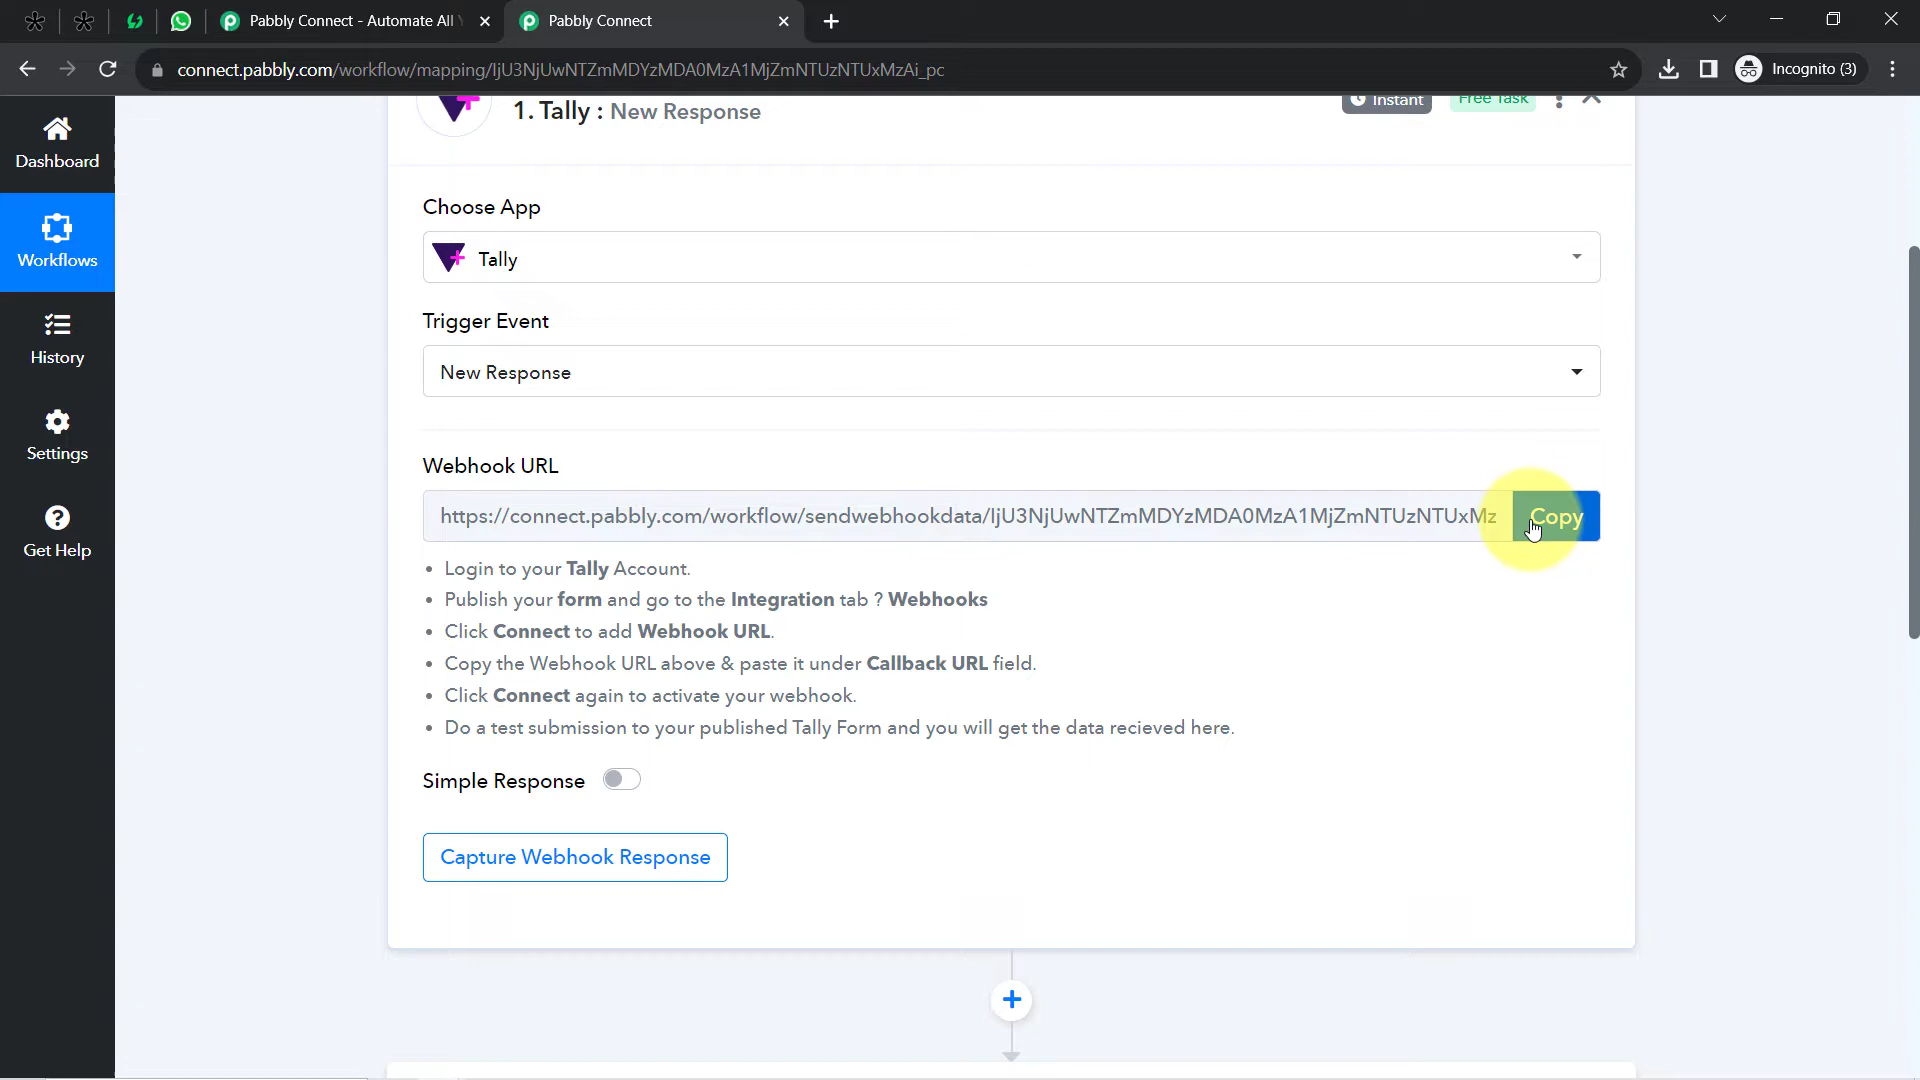 Pabbly Connect - Automate All
Pabbly Connect
connect.pabbly.com/workflow/mapping/IjU3NjUwNTZmMDYzMDA0MzA1MjZmNTUzNTUxMzAi_pc
Incognito (3)
Dashboard
Workflows
History
Settings
Get Help
1. Tally : New Response
Instant
Free Task
Choose App
Tally
Trigger Event
New Response
Webhook URL
https://connect.pabbly.com/workflow/sendwebhookdata/IjU3NjUwNTZmMDYzMDA0MzA1MjZmNTUzNTUxMz
Copy
• Login to your Tally Account.
• Publish your form and go to the Integration tab ? Webhooks
• Click Connect to add Webhook URL.
• Copy the Webhook URL above & paste it under Callback URL field.
• Click Connect again to activate your webhook.
• Do a test submission to your published Tally Form and you will get the data recieved here.
Simple Response
Capture Webhook Response